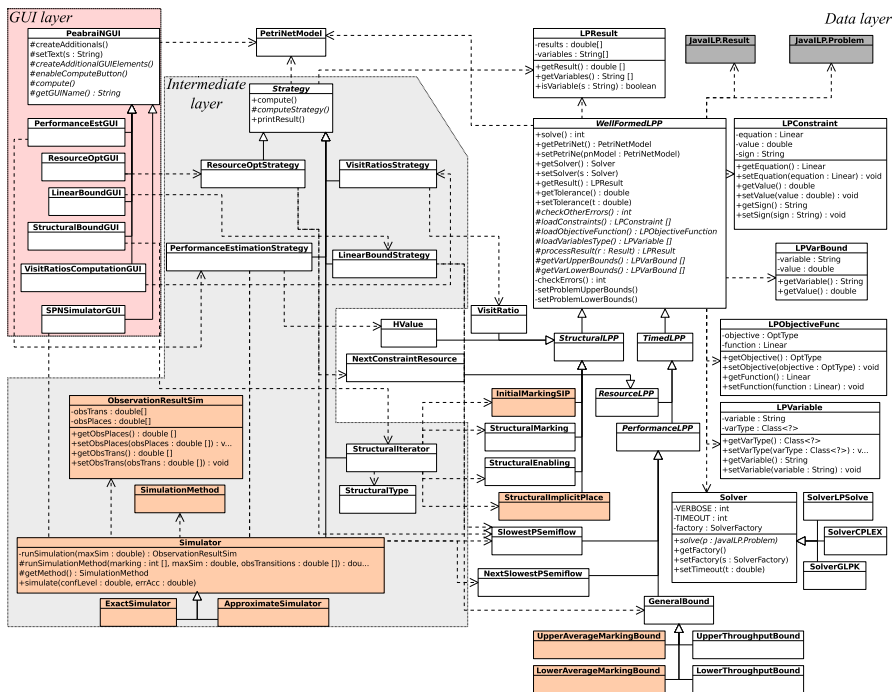 GUI layer
PeabraiNGUI
#createAdditionals()
#setText(s : String)
#createAdditionalGUIElements()
#enableComputeButton()
#compute()
#getGUIName() : String
PerformanceEstGUI
ResourceOptGUI
LinearBoundGUI
StructuralBoundGUI
VisitRatiosComputationGUI
SPNSimulatorGUI
PetriNetModel
Intermediate
layer
Strategy
+compute()
#computeStrategy()
+printResult()
ResourceOptStrategy
VisitRatiosStrategy
PerformanceEstimationStrategy
LinearBoundStrategy
HValue
NextConstraintResource
VisitRatio
StructuralIterator
StructuralType
ObservationResultSim
-obsTrans : double[]
-obsPlaces : double[]
+getObsPlaces() : double []
+setObsPlaces(obsPlaces : double []) : v...
+getObsTrans() : double []
+setObsTrans(obsTrans : double []) : void
SimulationMethod
Simulator
-runSimulation(maxSim : double) : ObservationResultSim
#runSimulationMethod(marking : int [], maxSim : double, obsTransitions : double []) : dou...
#getMethod() : SimulationMethod
+simulate(confLevel : double, errAcc : double)
ExactSimulator
ApproximateSimulator
Data layer
LPResult
-results : double[]
-variables : String[]
+getResult() : double []
+getVariables() : String []
+isVariable(s : String) : boolean
JavaILP.Result
JavaILP.Problem
WellFormedLPP
+solve() : int
+getPetriNet() : PetriNetModel
+setPetriNe(pnModel : PetriNetModel)
+getSolver() : Solver
+setSolver(s : Solver)
+getResult() : LPResult
+getTolerance() : double
+setTolerance(t : double)
#checkOtherErrors() : int
#loadConstraints() : LPConstraint []
#loadObjectiveFunction() : LPObjectiveFunction
#loadVariablesType() : LPVariable []
#processResult(r : Result) : LPResult
#getVarUpperBounds() : LPVarBound []
#getVarLowerBounds() : LPVarBound []
-checkErrors() : int
-setProblemUpperBounds()
-setProblemLowerBounds()
LPConstraint
-equation : Linear
-value : double
-sign : String
+getEquation() : Linear
+setEquation(equation : Linear) : void
+getValue() : double
+setValue(value : double) : void
+getSign() : String
+setSign(sign : String) : void
LPVarBound
-variable : String
-value : double
+getVariable() : String
+getValue() : double
LPObjectiveFunc
-objective : OptType
-function : Linear
+getObjective() : OptType
+setObjective(objective : OptType) : void
+getFunction() : Linear
+setFunction(function : Linear) : void
LPVariable
-variable : String
-varType : Class<?>
+getVarType() : Class<?>
+setVarType(varType : Class<?>) : v...
+getVariable() : String
+setVariable(variable : String) : void
StructuralLPP
TimedLPP
InitialMarkingSIP
ResourceLPP
StructuralMarking
PerformanceLPP
StructuralEnabling
StructuralImplicitPlace
SlowestPSemiflow
NextSlowestPSemiflow
Solver
-VERBOSE : int
-TIMEOUT : int
-factory : SolverFactory
+solve(p : JavaILP.Problem)
+getFactory()
+setFactory(s : SolverFactory)
+setTimeout(t : double)
SolverLPSolve
SolverCPLEX
SolverGLPK
GeneralBound
UpperAverageMarkingBound
UpperThroughputBound
LowerAverageMarkingBound
LowerThroughputBound